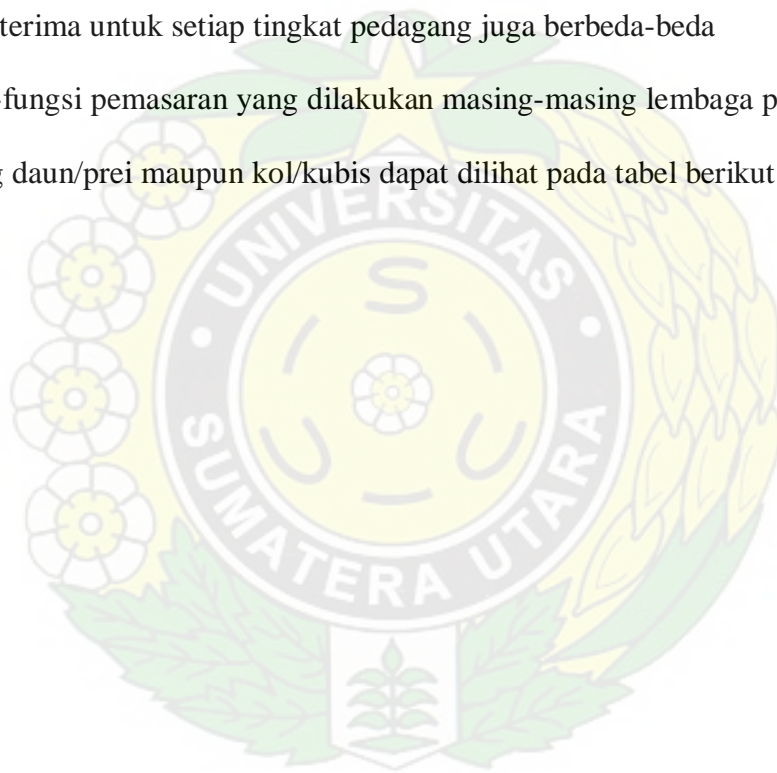 terima untuk setiap tingkat pedagang juga berbeda-beda
-fungsi pemasaran yang dilakukan masing-masing lembaga p
daun/prei maupun kol/kubis dapat dilihat pada tabel berikut
UNIVERSITAS
SUMATERA UTARA
U S U